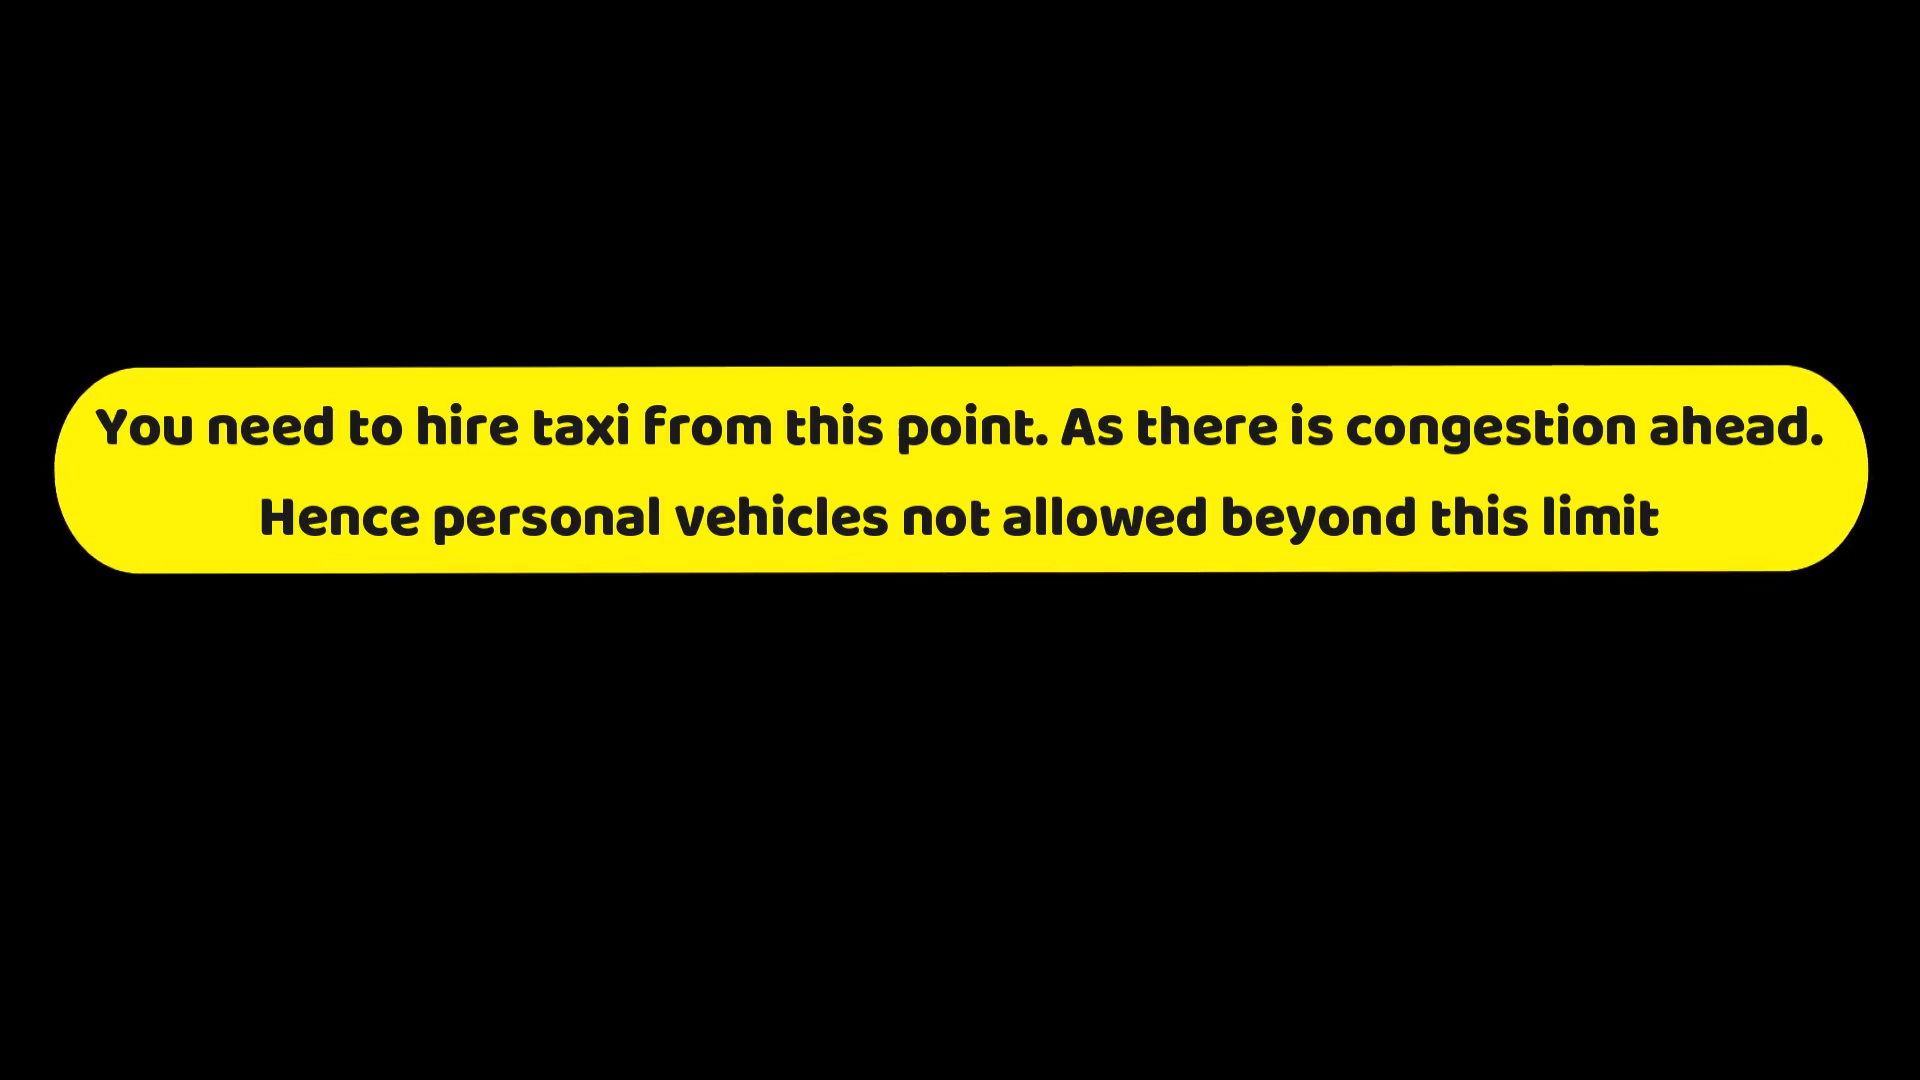 You need to hire taxi from this point. As there is congestion ahead.
Hence personal vehicles not allowed beyond this limit